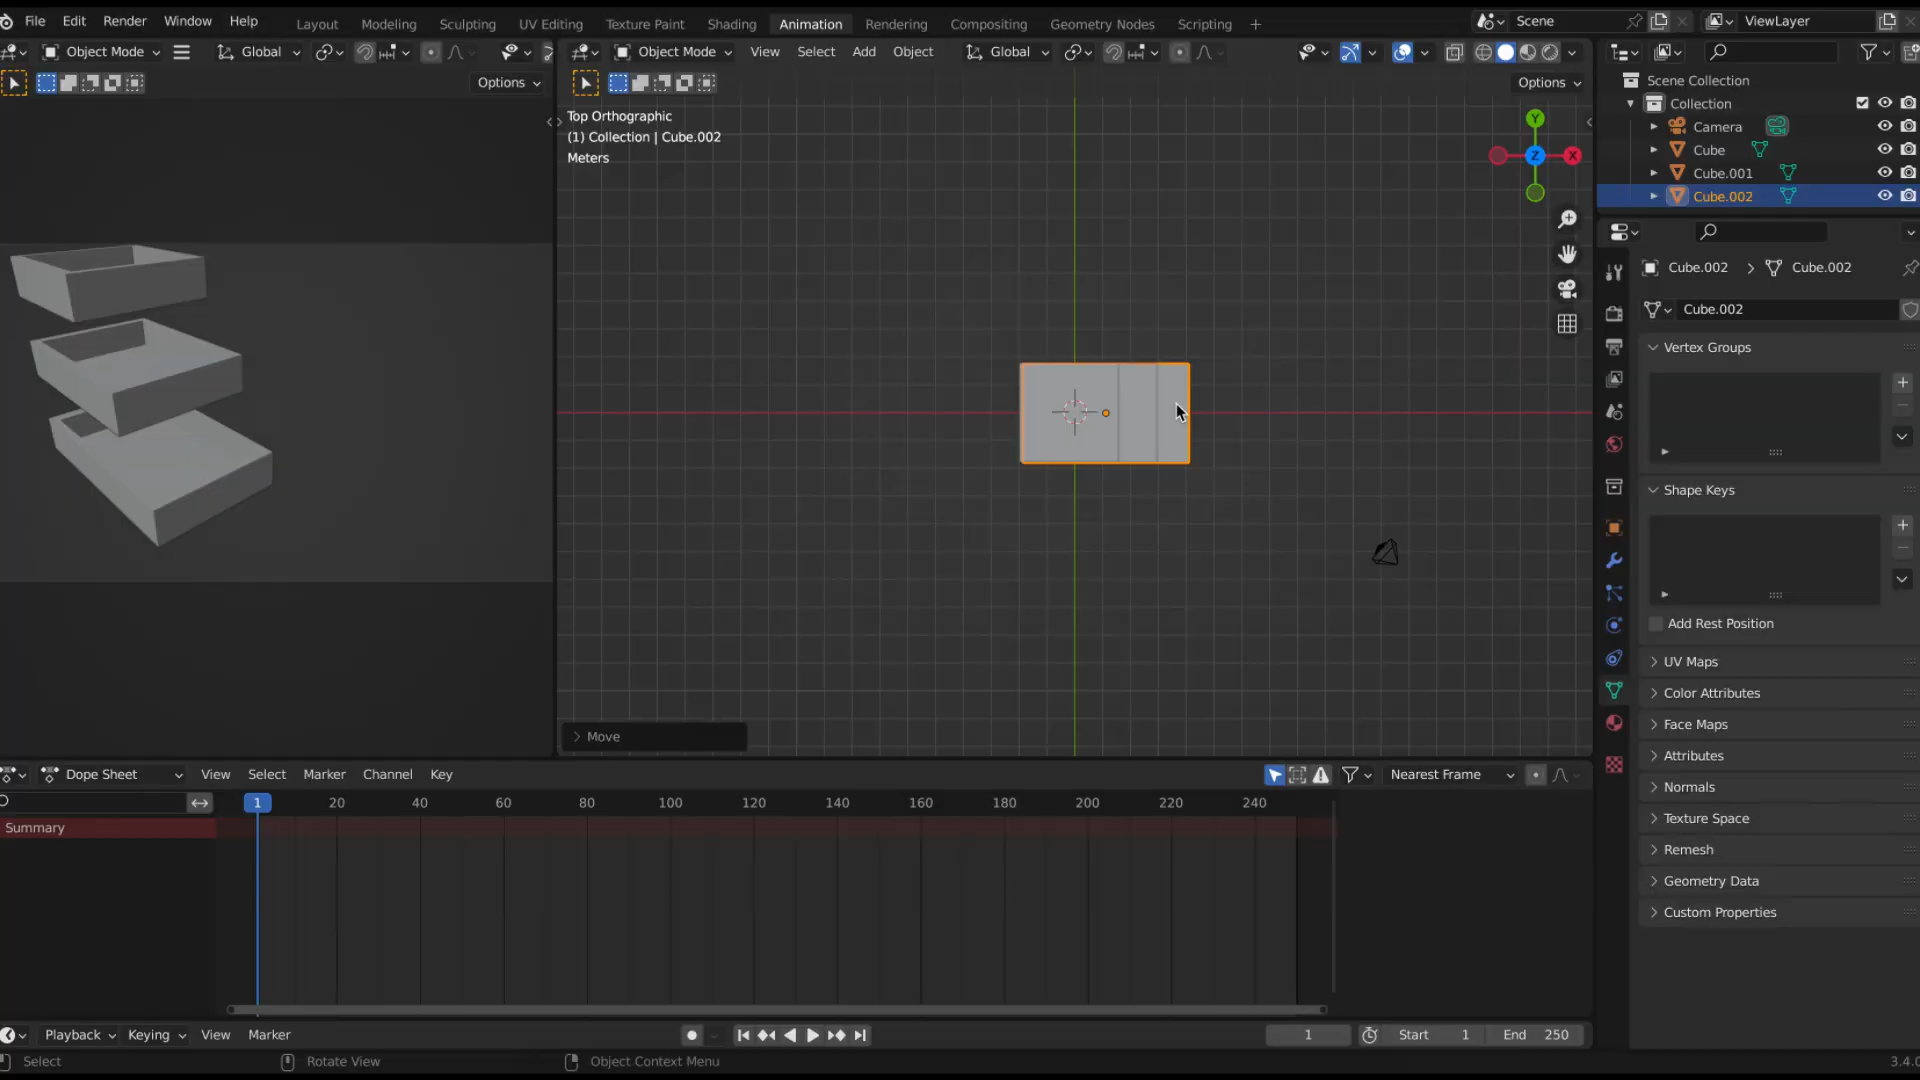 File Edit Render Window Help Layout Modeling Sculpting UV Editing Texture Paint Shading Animation Rendering Compositing Geometry Nodes Scripting + Scene ViewLayer
Object Mode Global Object Mode View Select Add Object Global
Options Options
Scene Collection
Collection
Camera
Cube
Cube.001
Cube.002
Top Orthographic
(1) Collection | Cube.002
Meters
Y
Z
X
Cube.002 > Cube.002
Cube.002
Vertex Groups
Shape Keys
Add Rest Position
UV Maps
Color Attributes
Face Maps
Attributes
Normals
Texture Space
Remesh
Geometry Data
Custom Properties
> Move
Dope Sheet View Select Marker Channel Key Nearest Frame
1 20 40 60 80 100 120 140 160 180 200 220 240
Summary
Playback Keying View Marker 1 Start 1 End 250
Select Rotate View Object Context Menu